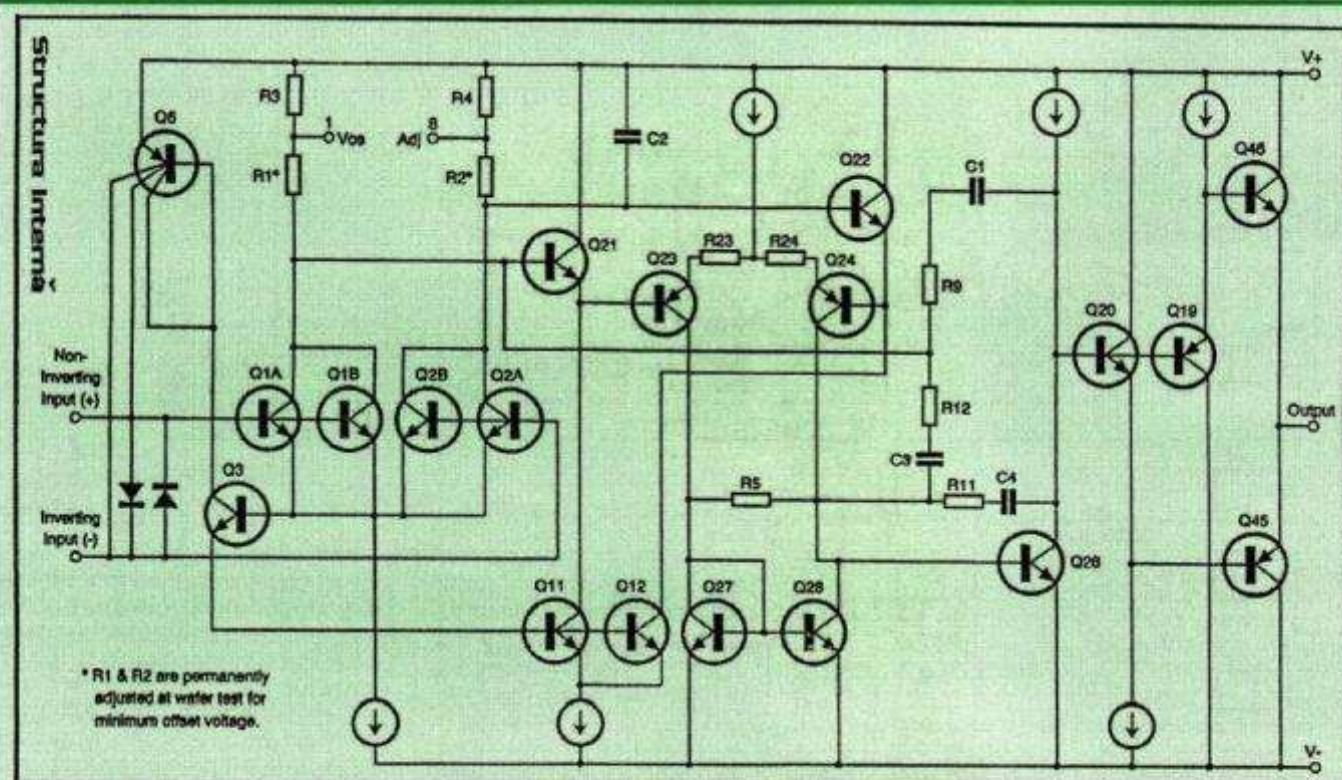 Structura Internă
V+
Q6
R3
R4
1
Vos
Adj
8
C2
R1*
R2*
Q22
C1
Q46
Q21
R23
R24
Q23
Q24
R9
Q20
Q19
Non-
Inverting
Input (+)
Q1A
Q1B
Q2B
Q2A
R12
Output
Q3
C3
R5
R11
C4
Inverting
Input (-)
Q45
Q26
Q11
Q12
Q27
Q28
* R1 & R2 are permanently
adjusted at wafer test for
minimum offset voltage.
V-